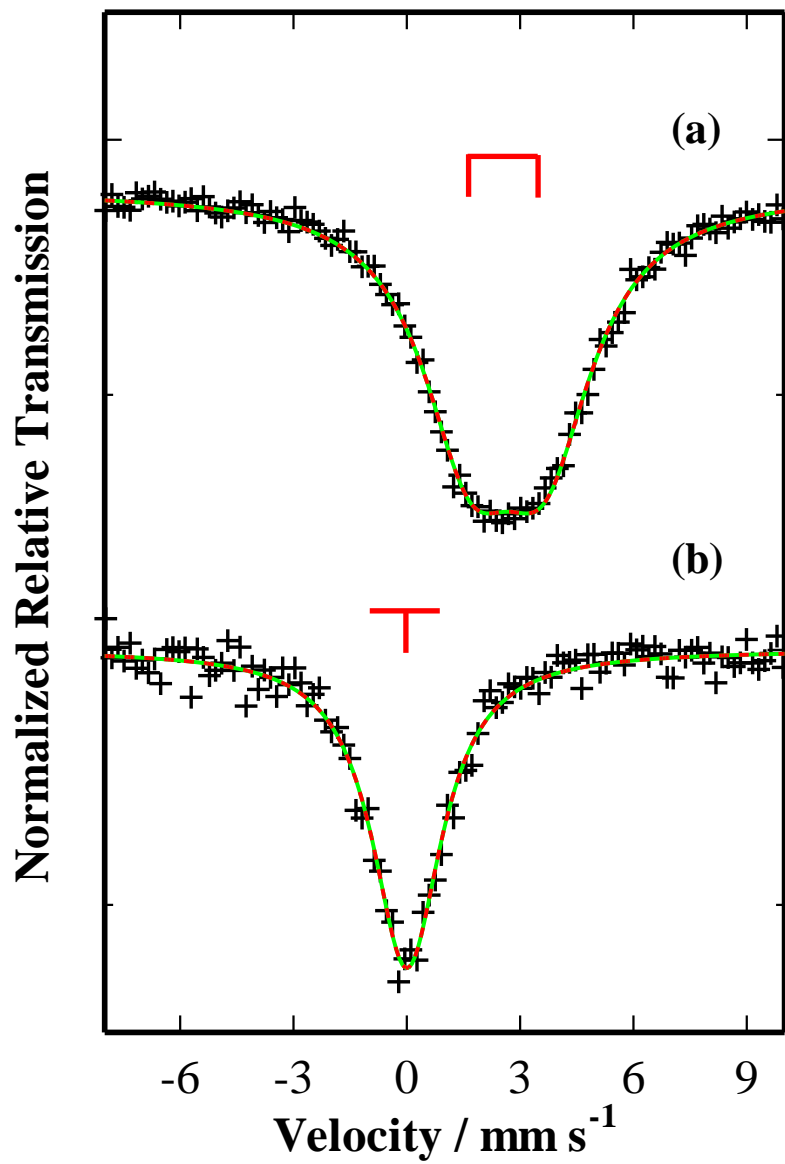 (a)
(b)
Normalized Relative Transmission
-6 -3 0 3 6 9
Velocity / mm s⁻¹